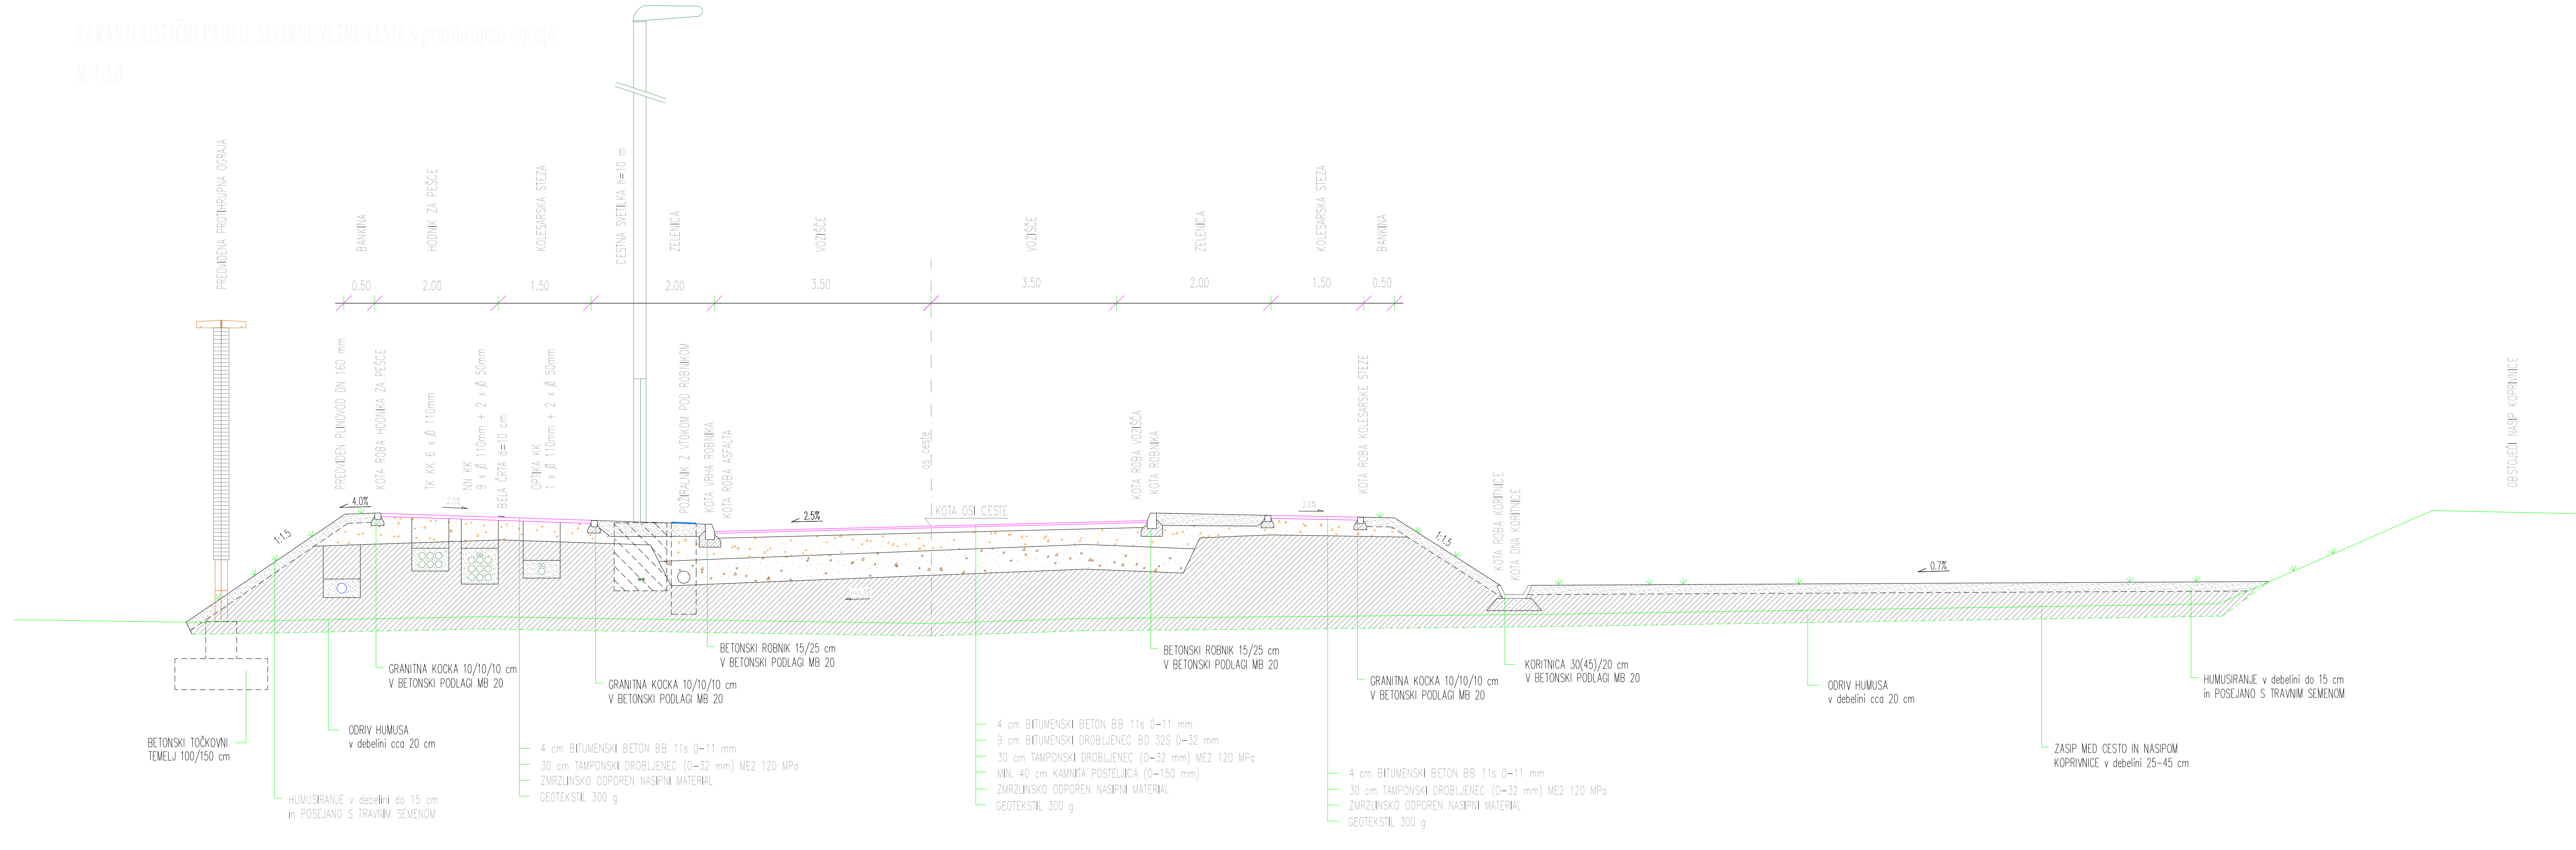 KARAKTERISTIČNI PROFIL SEVERNE VEZNE CESTE s protihrupno ograjo
M 1:50
PREDVIDENA PROTIHRUPNA OGRAJA
BANKINA
HODNIK ZA PEŠCE
KOLESARSKA STEZA
CESTNA SVETILKA h=10 m
ZELENICA
VOZIŠČE
VOZIŠČE
ZELENICA
KOLESARSKA STEZA
BANKINA
0.50
2.00
1.50
2.00
3.50
3.50
2.00
1.50
0.50
PREDVIDEN PLINOVOD DN 160 mm
KOTA ROBA HODNIKA ZA PEŠCE
TK KK 6 x Ø 110mm
NN KK
9 x Ø 110mm + 2 x Ø 50mm
BELA ČRTA d=10 cm
OPTIKA KK
1 x Ø 110mm + 2 x Ø 50mm
POŽIRALNIK Z VTOKOM POD ROBNIKOM
KOTA VRHA ROBNIKA
KOTA ROBA ASFALTA
os ceste
KOTA OSI CESTE
KOTA ROBA VOZIŠČA
KOTA ROBNIKA
KOTA ROBA KOLESARSKE STEZE
KOTA ROBA KORITNICE
KOTA DNA KORITNICE
OBSTOJEČI NASIP KOPRIVNICE
1:1.5
4.0%
2.0%
2.5%
2.0%
1:1.5
0.7%
BETONSKI ROBNIK 15/25 cm
V BETONSKI PODLAGI MB 20
BETONSKI ROBNIK 15/25 cm
V BETONSKI PODLAGI MB 20
GRANITNA KOCKA 10/10/10 cm
V BETONSKI PODLAGI MB 20
GRANITNA KOCKA 10/10/10 cm
V BETONSKI PODLAGI MB 20
GRANITNA KOCKA 10/10/10 cm
V BETONSKI PODLAGI MB 20
KORITNICA 30(45)/20 cm
V BETONSKI PODLAGI MB 20
ODRIV HUMUSA
v debelini cca 20 cm
HUMUSIRANJE v debelini do 15 cm
in POSEJANO S TRAVNIM SEMENOM
BETONSKI TOČKOVNI
TEMELJ 100/150 cm
ODRIV HUMUSA
v debelini cca 20 cm
HUMUSIRANJE v debelini do 15 cm
in POSEJANO S TRAVNIM SEMENOM
4 cm BITUMENSKI BETON BB 11s 0-11 mm
30 cm TAMPONSKI DROBLJENEC (0-32 mm) ME2 120 MPa
ZMRZLINSKO ODPOREN NASIPNI MATERIAL
GEOTEKSTIL 300 g
4 cm BITUMENSKI BETON BB 11s 0-11 mm
9 cm BITUMENSKI DROBLJENEC BD 32S 0-32 mm
30 cm TAMPONSKI DROBLJENEC (0-32 mm) ME2 120 MPa
MIN. 40 cm KAMNITA POSTELJICA (0-150 mm)
ZMRZLINSKO ODPOREN NASIPNI MATERIAL
GEOTEKSTIL 300 g
4 cm BITUMENSKI BETON BB 11s 0-11 mm
30 cm TAMPONSKI DROBLJENEC (0-32 mm) ME2 120 MPa
ZMRZLINSKO ODPOREN NASIPNI MATERIAL
GEOTEKSTIL 300 g
ZASIP MED CESTO IN NASIPOM
KOPRIVNICE v debelini 25-45 cm